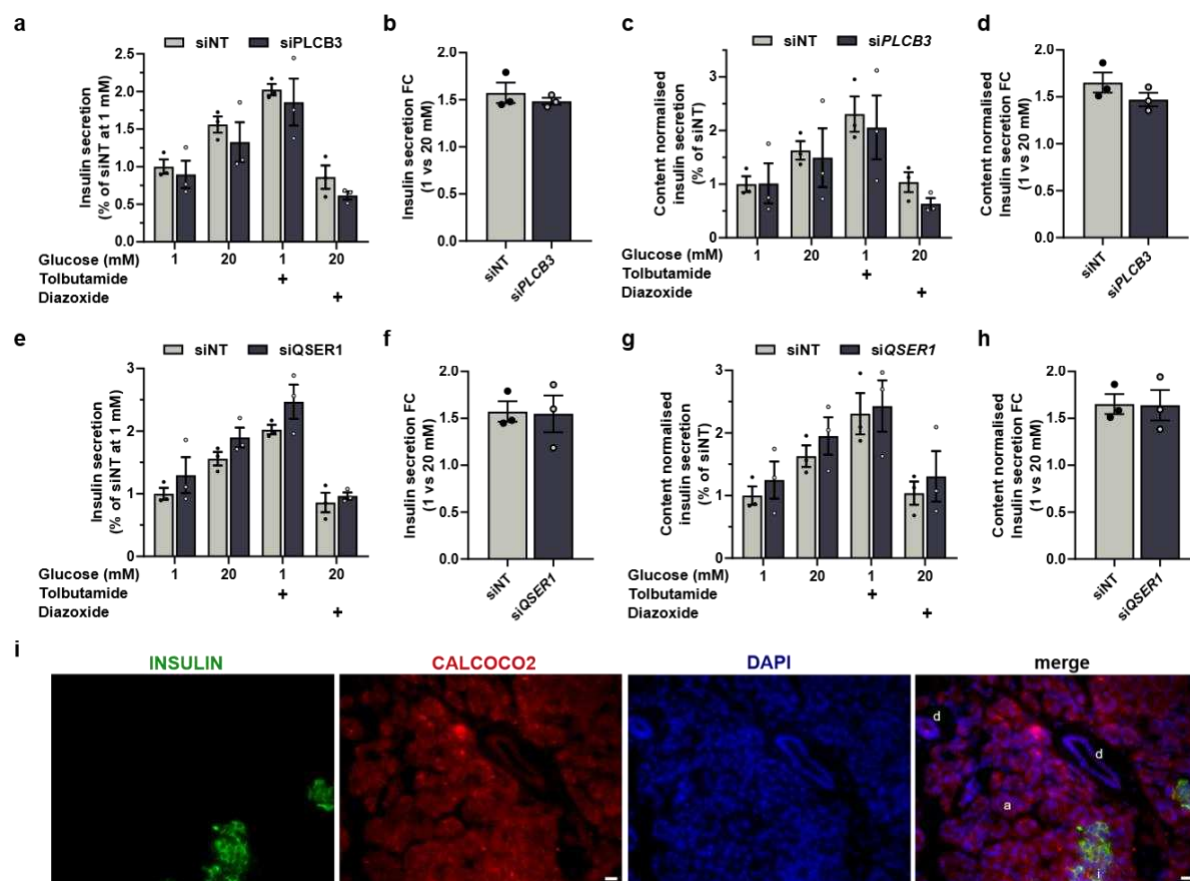 a
siNT siPLCB3
Insulin secretion
(% of siNT at 1 mM)
2.5
2.0
1.5
1.0
0.5
0.0
Glucose (mM) 1 20 1 20
Tolbutamide +
Diazoxide +
b
Insulin secretion FC
(1 vs 20 mM)
2.0
1.5
1.0
0.5
0.0
siNT
siPLCB3
c
siNT siPLCB3
Content normalised
insulin secretion
(% of siNT)
3
2
1
0
Glucose (mM) 1 20 1 20
Tolbutamide +
Diazoxide +
d
Content normalised
Insulin secretion FC
(1 vs 20 mM)
2.0
1.5
1.0
0.5
0.0
siNT
siPLCB3
e
siNT siQSER1
Insulin secretion
(% of siNT at 1 mM)
3
2
1
0
Glucose (mM) 1 20 1 20
Tolbutamide +
Diazoxide +
f
Insulin secretion FC
(1 vs 20 mM)
2.0
1.5
1.0
0.5
0.0
siNT
siQSER1
g
siNT siQSER1
Content normalised
insulin secretion
(% of siNT)
3
2
1
0
Glucose (mM) 1 20 1 20
Tolbutamide +
Diazoxide +
h
Content normalised
Insulin secretion FC
(1 vs 20 mM)
2.0
1.5
1.0
0.5
0.0
siNT
siQSER1
i
INSULIN CALCOCO2 DAPI merge
d
d
a
i